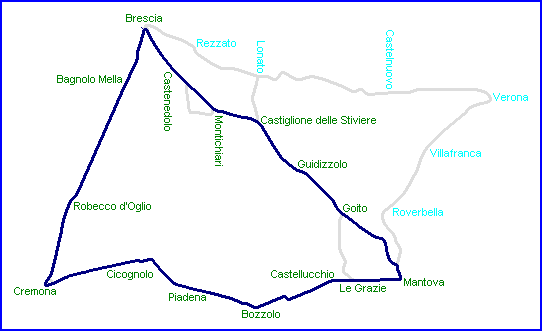 Brescia
Rezzato
Lonato
Castelnuovo
Bagnolo Mella
Castenedolo
Verona
Montichiari
Castiglione delle Stiviere
Villafranca
Guidizzolo
Robecco d'Oglio
Goito
Roverbella
Cicognolo
Castellucchio
Mantova
Cremona
Piadena
Le Grazie
Bozzolo